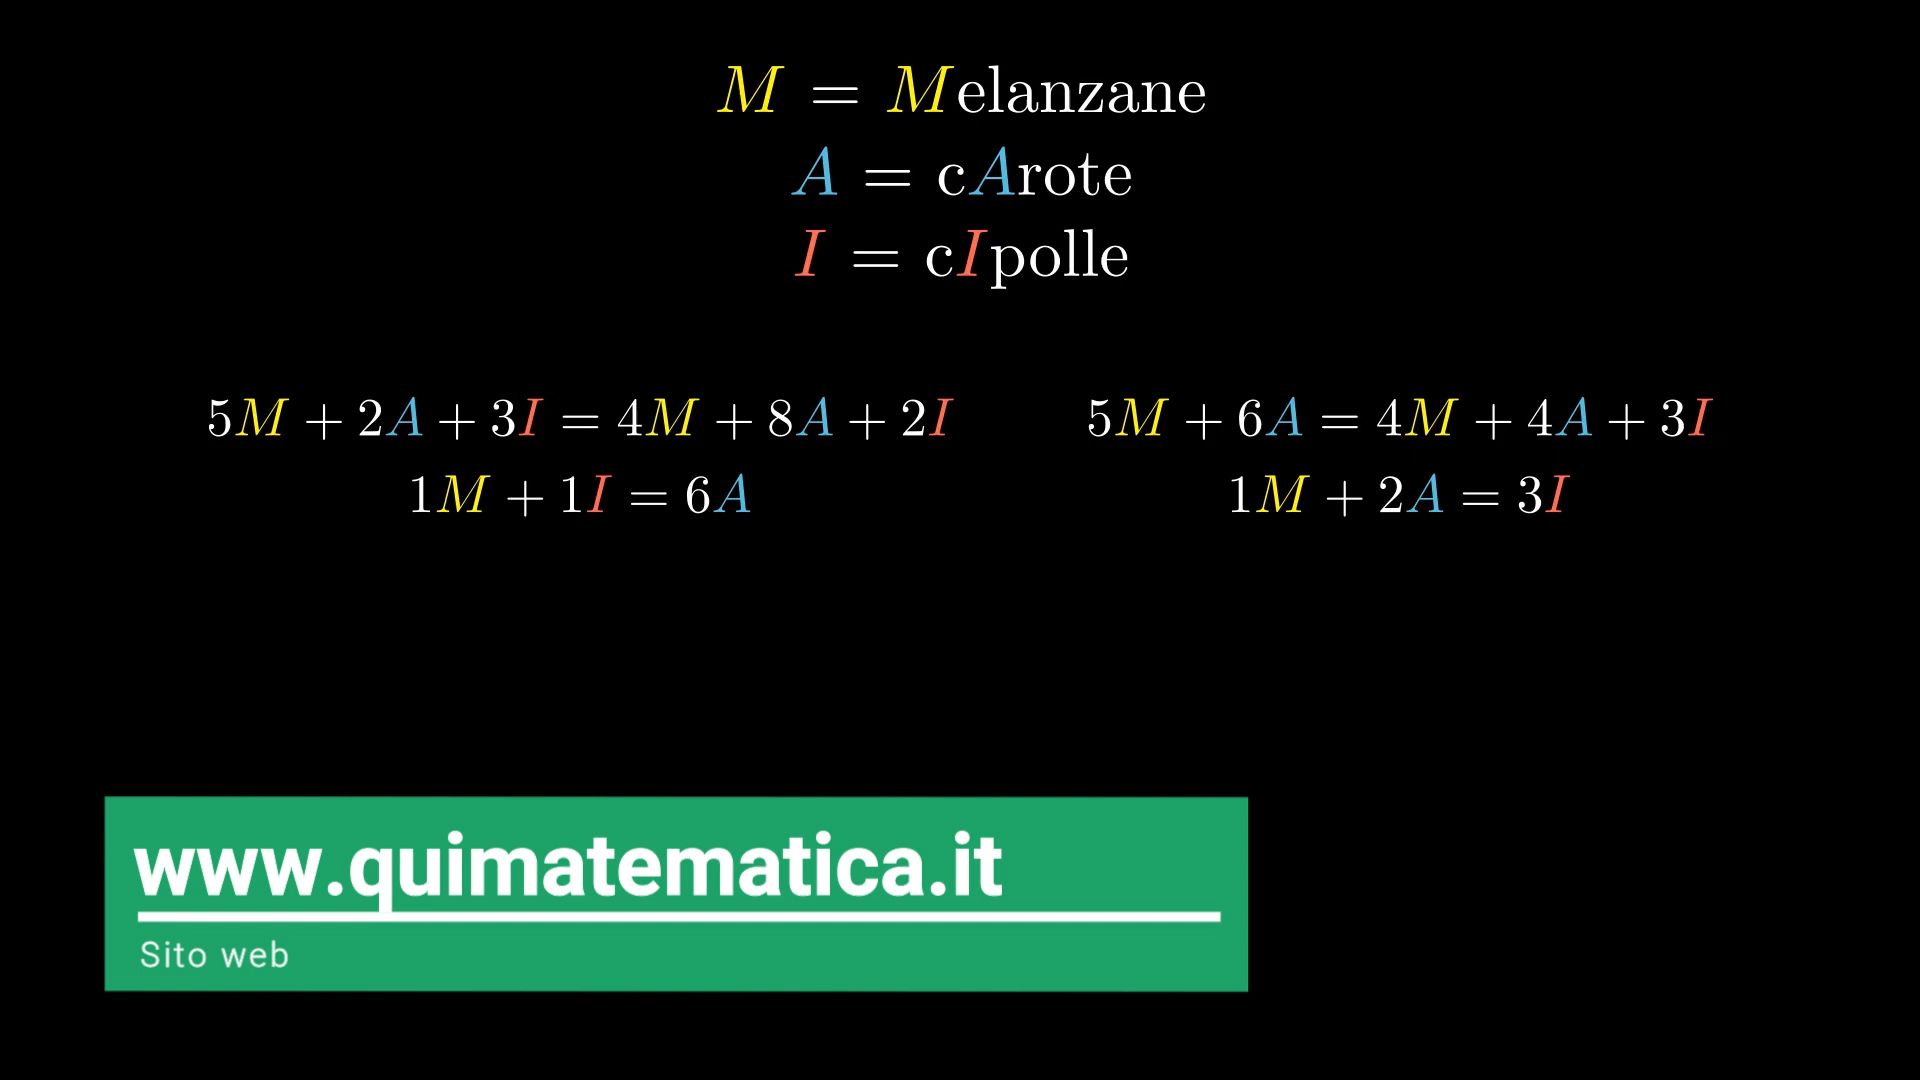 M = Melanzane
A = cArote
I = cIpolle
5M + 2A + 3I = 4M + 8A + 2I
1M + 1I = 6A
5M + 6A = 4M + 4A + 3I
1M + 2A = 3I
www.quimatematica.it
Sito web